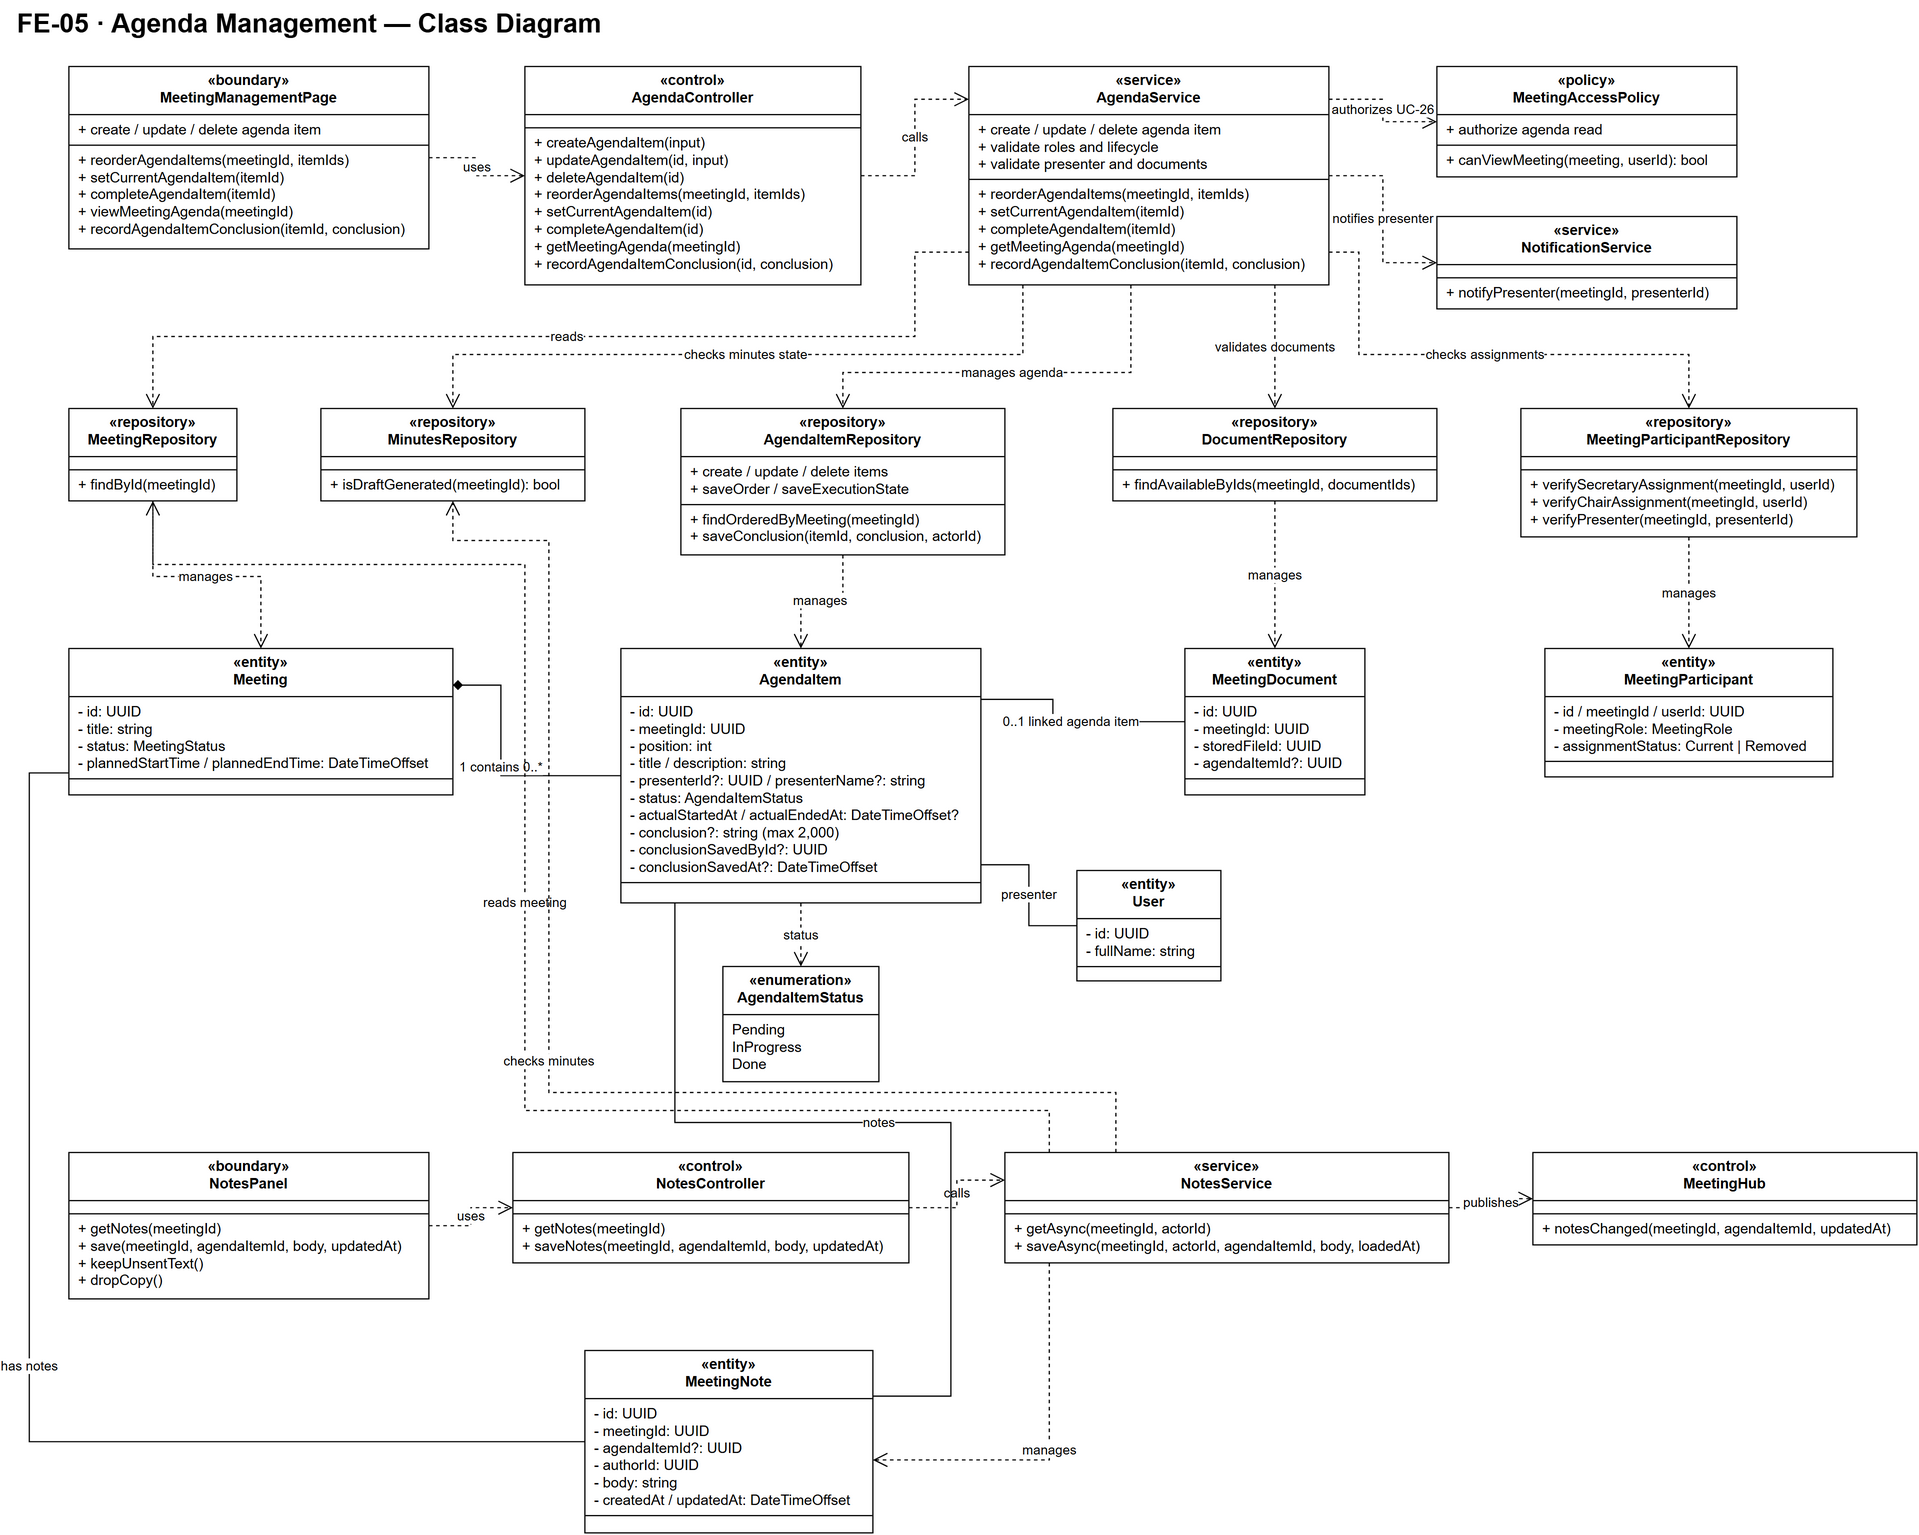 FE-05 · Agenda Management — Class Diagram
«boundary»
MeetingManagementPage
+ create / update / delete agenda item
+ reorderAgendaItems(meetingId, itemIds)
+ setCurrentAgendaItem(itemId)
+ completeAgendaItem(itemId)
+ viewMeetingAgenda(meetingId)
+ recordAgendaItemConclusion(itemId, conclusion)
uses
«control»
AgendaController
+ createAgendaItem(input)
+ updateAgendaItem(id, input)
+ deleteAgendaItem(id)
+ reorderAgendaItems(meetingId, itemIds)
+ setCurrentAgendaItem(id)
+ completeAgendaItem(id)
+ getMeetingAgenda(meetingId)
+ recordAgendaItemConclusion(id, conclusion)
calls
«service»
AgendaService
+ create / update / delete agenda item
+ validate roles and lifecycle
+ validate presenter and documents
+ reorderAgendaItems(meetingId, itemIds)
+ setCurrentAgendaItem(itemId)
+ completeAgendaItem(itemId)
+ getMeetingAgenda(meetingId)
+ recordAgendaItemConclusion(itemId, conclusion)
authorizes UC-26
«policy»
MeetingAccessPolicy
+ authorize agenda read
+ canViewMeeting(meeting, userId): bool
notifies presenter
«service»
NotificationService
+ notifyPresenter(meetingId, presenterId)
reads
checks minutes state
manages agenda
validates documents
checks assignments
«repository»
MeetingRepository
+ findById(meetingId)
«repository»
MinutesRepository
+ isDraftGenerated(meetingId): bool
«repository»
AgendaItemRepository
+ create / update / delete items
+ saveOrder / saveExecutionState
+ findOrderedByMeeting(meetingId)
+ saveConclusion(itemId, conclusion, actorId)
«repository»
DocumentRepository
+ findAvailableByIds(meetingId, documentIds)
«repository»
MeetingParticipantRepository
+ verifySecretaryAssignment(meetingId, userId)
+ verifyChairAssignment(meetingId, userId)
+ verifyPresenter(meetingId, presenterId)
manages
manages
manages
manages
«entity»
Meeting
- id: UUID
- title: string
- status: MeetingStatus
- plannedStartTime / plannedEndTime: DateTimeOffset
1 contains 0..*
«entity»
AgendaItem
- id: UUID
- meetingId: UUID
- position: int
- title / description: string
- presenterId?: UUID / presenterName?: string
- status: AgendaItemStatus
- actualStartedAt / actualEndedAt: DateTimeOffset?
- conclusion?: string (max 2,000)
- conclusionSavedById?: UUID
- conclusionSavedAt?: DateTimeOffset
0..1 linked agenda item
«entity»
MeetingDocument
- id: UUID
- meetingId: UUID
- storedFileId: UUID
- agendaItemId?: UUID
«entity»
MeetingParticipant
- id / meetingId / userId: UUID
- meetingRole: MeetingRole
- assignmentStatus: Current | Removed
presenter
«entity»
User
- id: UUID
- fullName: string
reads meeting
status
«enumeration»
AgendaItemStatus
Pending
InProgress
Done
checks minutes
notes
«boundary»
NotesPanel
+ getNotes(meetingId)
+ save(meetingId, agendaItemId, body, updatedAt)
+ keepUnsentText()
+ dropCopy()
uses
«control»
NotesController
+ getNotes(meetingId)
+ saveNotes(meetingId, agendaItemId, body, updatedAt)
calls
«service»
NotesService
+ getAsync(meetingId, actorId)
+ saveAsync(meetingId, actorId, agendaItemId, body, loadedAt)
publishes
«control»
MeetingHub
+ notesChanged(meetingId, agendaItemId, updatedAt)
has notes
«entity»
MeetingNote
- id: UUID
- meetingId: UUID
- agendaItemId?: UUID
- authorId: UUID
- body: string
- createdAt / updatedAt: DateTimeOffset
manages